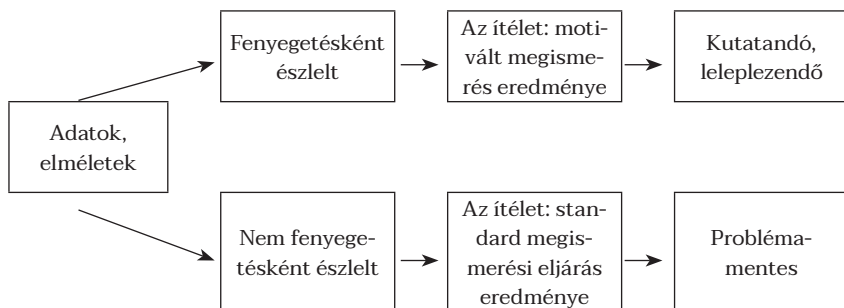 Fenyegetésként
észlelt
Az ítélet: moti-
vált megisme-
rés eredménye
Kutatandó,
leleplezendő
Adatok,
elméletek
Nem fenyege-
tésként észlelt
Az ítélet: stan-
dard megis-
merési eljárás
eredménye
Probléma-
mentes